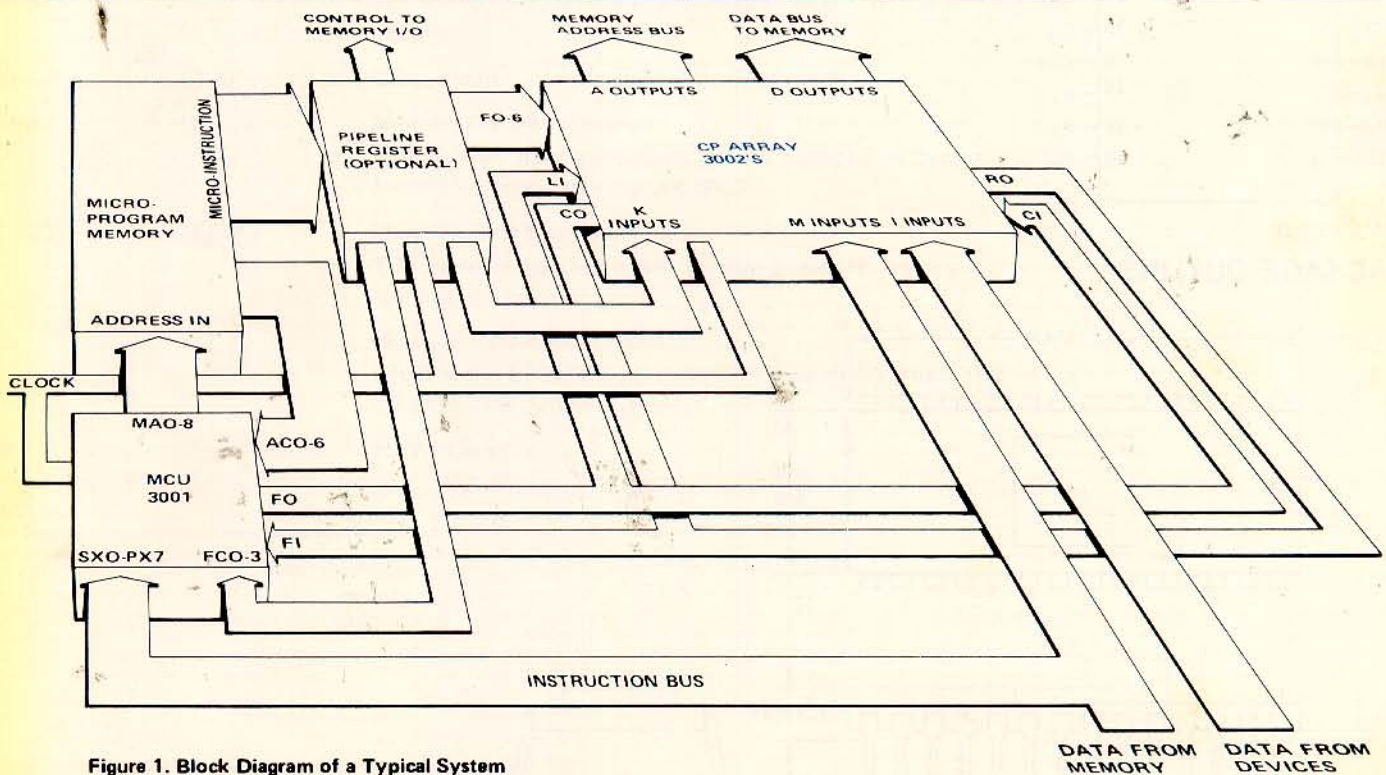 CONTROL TO
MEMORY I/O
MEMORY
ADDRESS BUS
DATA BUS
TO MEMORY
MICRO-
PROGRAM
MEMORY
MICRO-INSTRUCTION
ADDRESS IN
PIPELINE
REGISTER
(OPTIONAL)
FO-6
A OUTPUTS
D OUTPUTS
CP ARRAY
3002'S
LI
CO
K
INPUTS
M INPUTS
I INPUTS
RO
CI
CLOCK
MAO-8
MCU
3001
ACO-6
FO
FI
SXO-PX7
FCO-3
INSTRUCTION BUS
DATA FROM
MEMORY
DATA FROM
DEVICES
Figure 1. Block Diagram of a Typical System